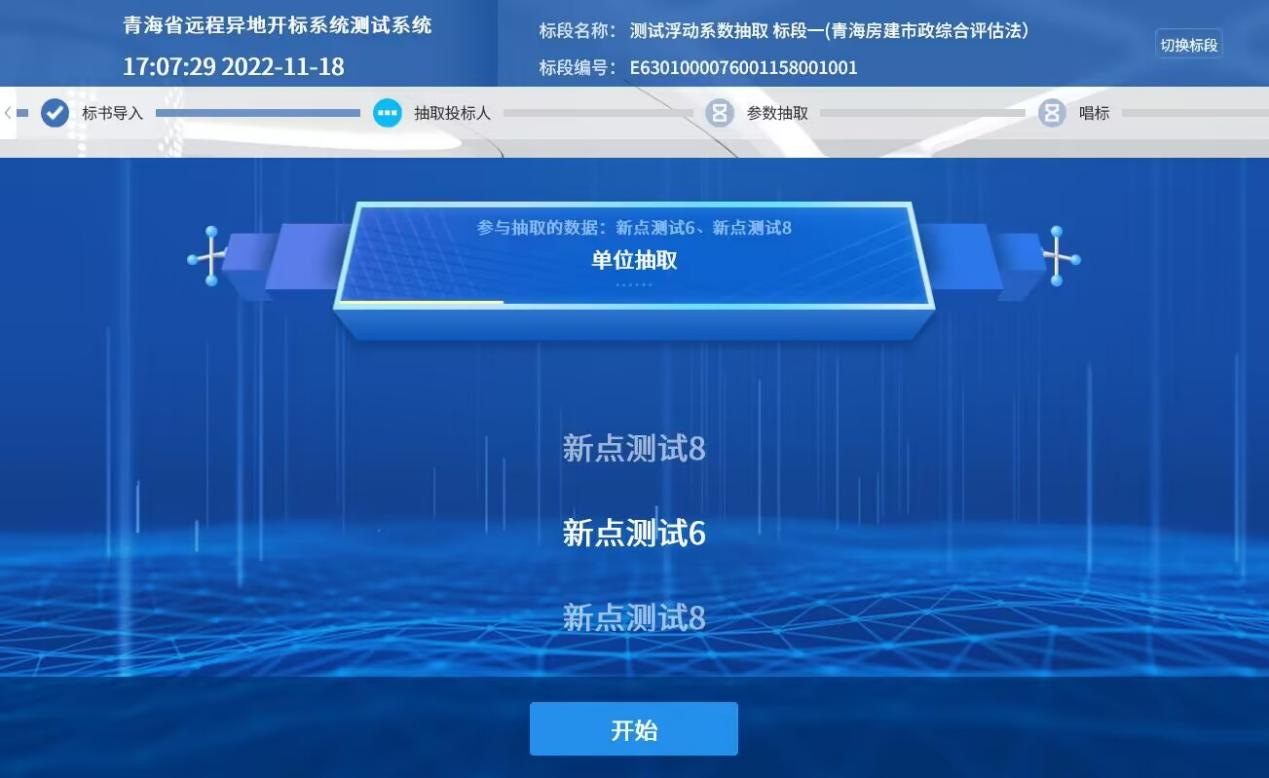 青海省远程异地开标系统测试系统
17:07:29 2022-11-18
标段名称： 测试浮动系数抽取 标段一(青海房建市政综合评估法)
标段编号： E6301000076001158001001
切换标段
标书导入
抽取投标人
参数抽取
唱标
参与抽取的数据：新点测试6、新点测试8
单位抽取
······
新点测试8
新点测试6
新点测试8
开始